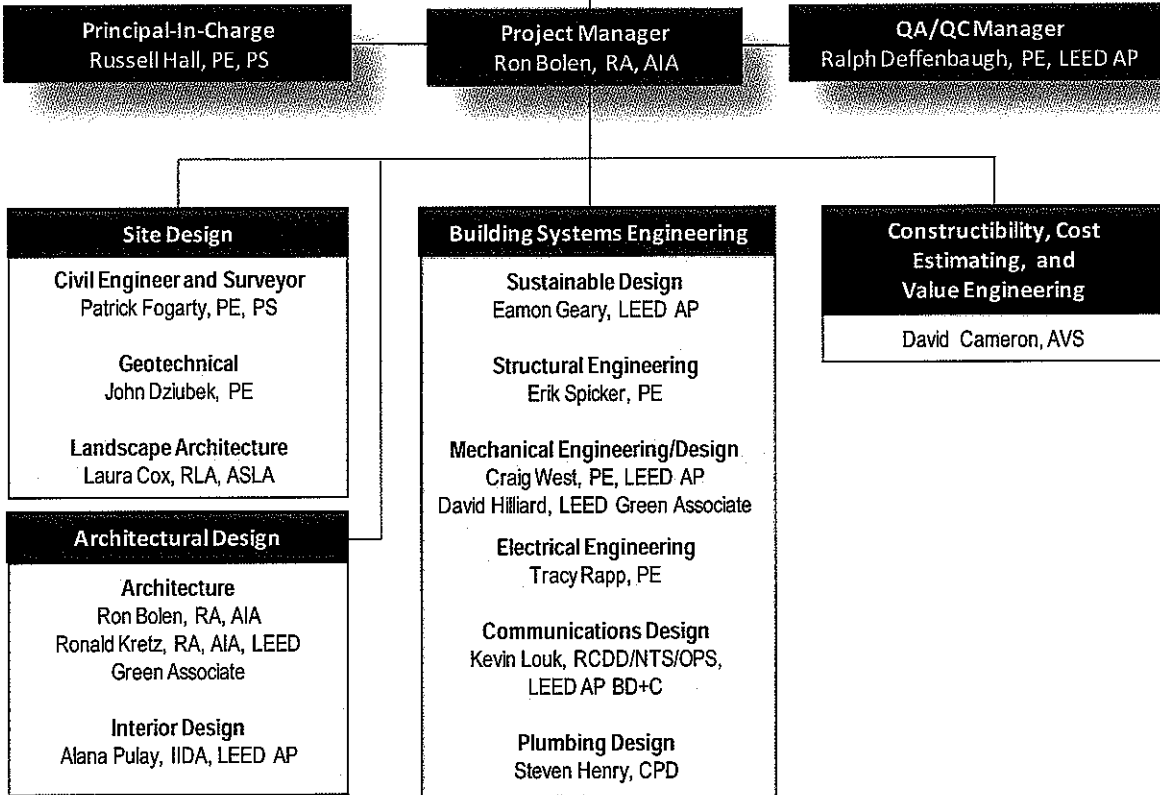 Principal-In-Charge
Russell Hall, PE, PS
Project Manager
Ron Bolen, RA, AIA
QA/QC Manager
Ralph Deffenbaugh, PE, LEED AP
Site Design
Civil Engineer and Surveyor
Patrick Fogarty, PE, PS
Geotechnical
John Dziubek, PE
Landscape Architecture
Laura Cox, RLA, ASLA
Architectural Design
Architecture
Ron Bolen, RA, AIA
Ronald Kretz, RA, AIA, LEED
Green Associate
Interior Design
Alana Pulay, IIDA, LEED AP
Building Systems Engineering
Sustainable Design
Eamon Geary, LEED AP
Structural Engineering
Erik Spicker, PE
Mechanical Engineering/Design
Craig West, PE, LEED AP
David Hilliard, LEED Green Associate
Electrical Engineering
Tracy Rapp, PE
Communications Design
Kevin Louk, RCDD/NTS/OPS,
LEED AP BD+C
Plumbing Design
Steven Henry, CPD
Constructibility, Cost
Estimating, and
Value Engineering
David Cameron, AVS